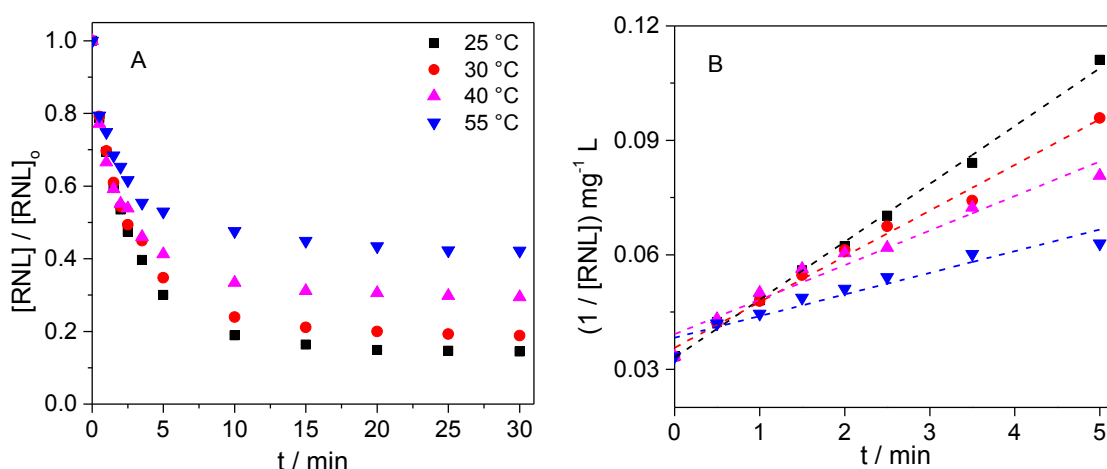 A
25 °C
30 °C
40 °C
55 °C
[RNL] / [RNL]o
1.0
0.8
0.6
0.4
0.2
0.0
0 5 10 15 20 25 30
t / min
B
(1 / [RNL]) mg-1 L
0.12
0.09
0.06
0.03
0 1 2 3 4 5
t / min